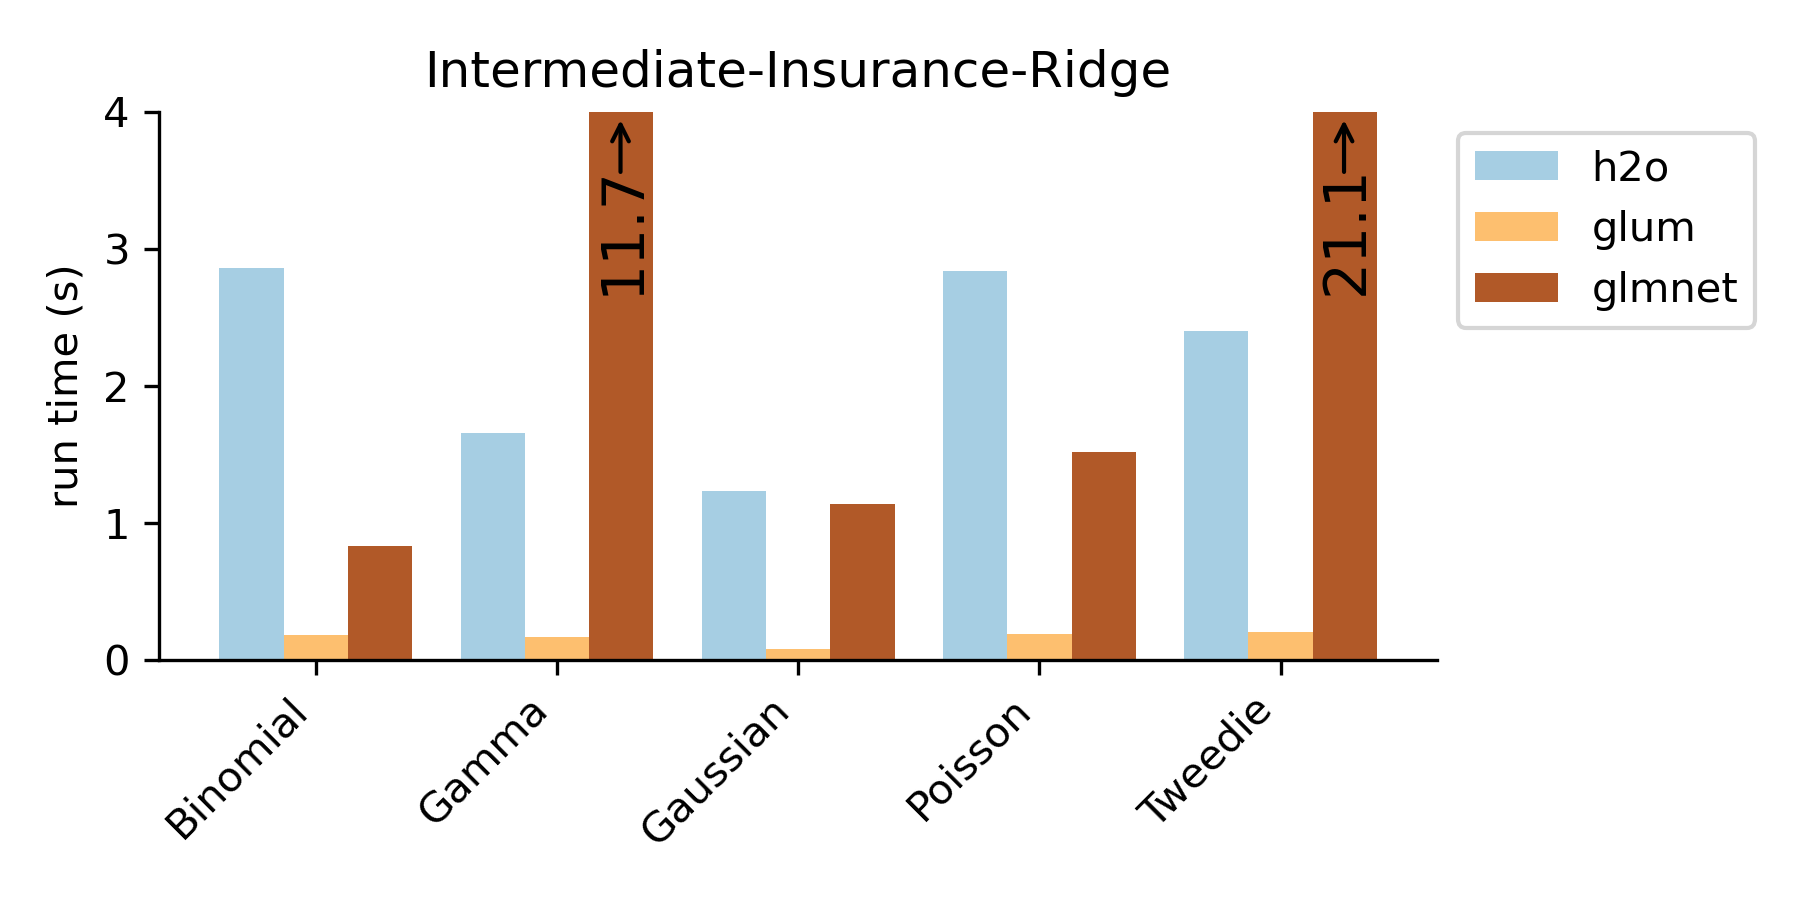 Intermediate-Insurance-Ridge
run time (s)
4
3
2
1
0
11.7→
21.1→
Binomial
Gamma
Gaussian
Poisson
Tweedie
h2o
glum
glmnet